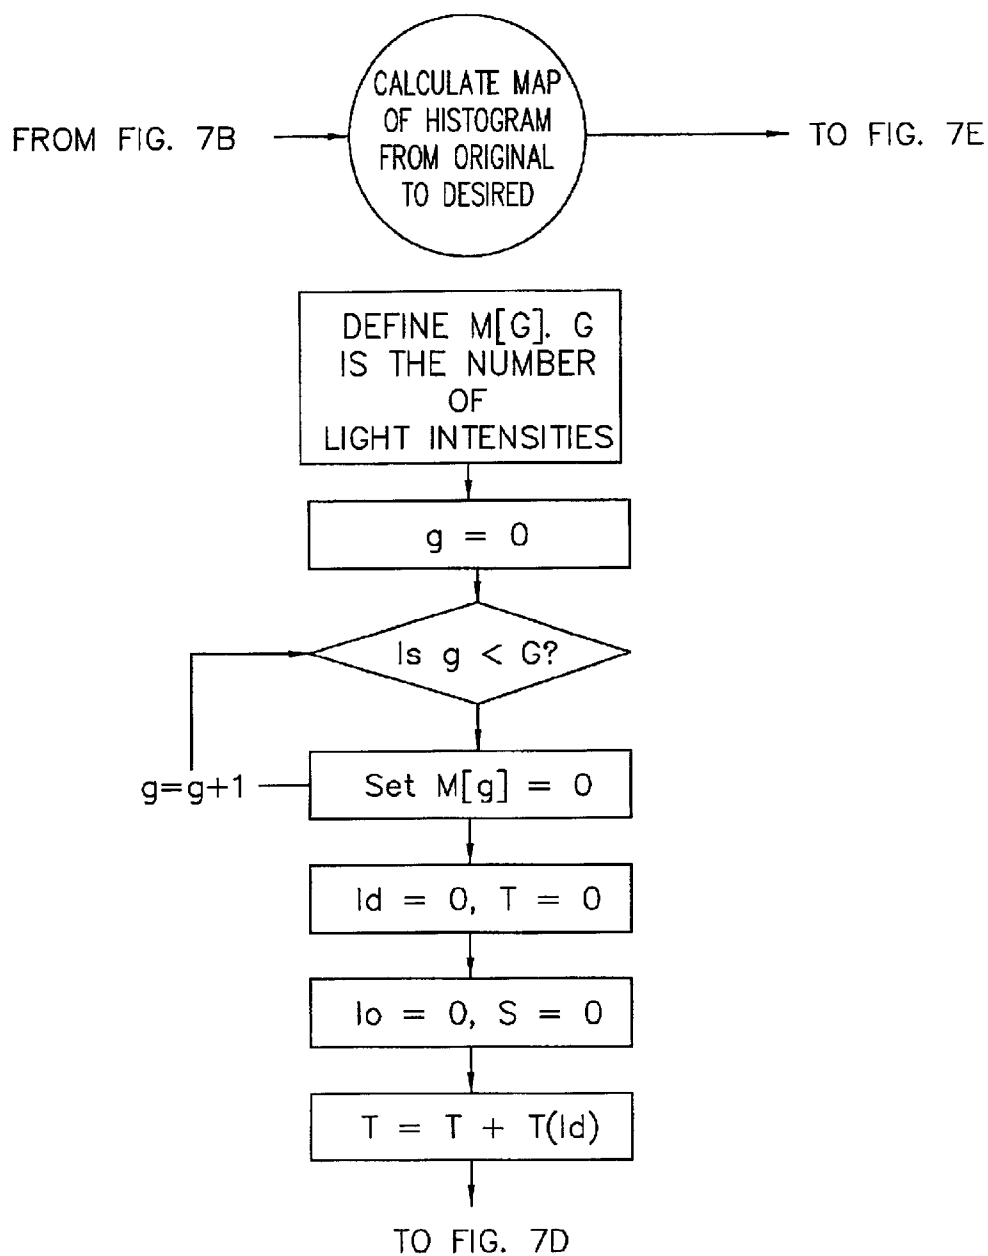 CALCULATE MAP
OF HISTOGRAM
FROM ORIGINAL
TO DESIRED
FROM FIG. 7B
TO FIG. 7E
DEFINE M[G]. G
IS THE NUMBER
OF
LIGHT INTENSITIES
g = 0
Is g < G?
g=g+1
Set M[g] = 0
Id = 0, T = 0
Io = 0, S = 0
T = T + T(Id)
TO FIG. 7D